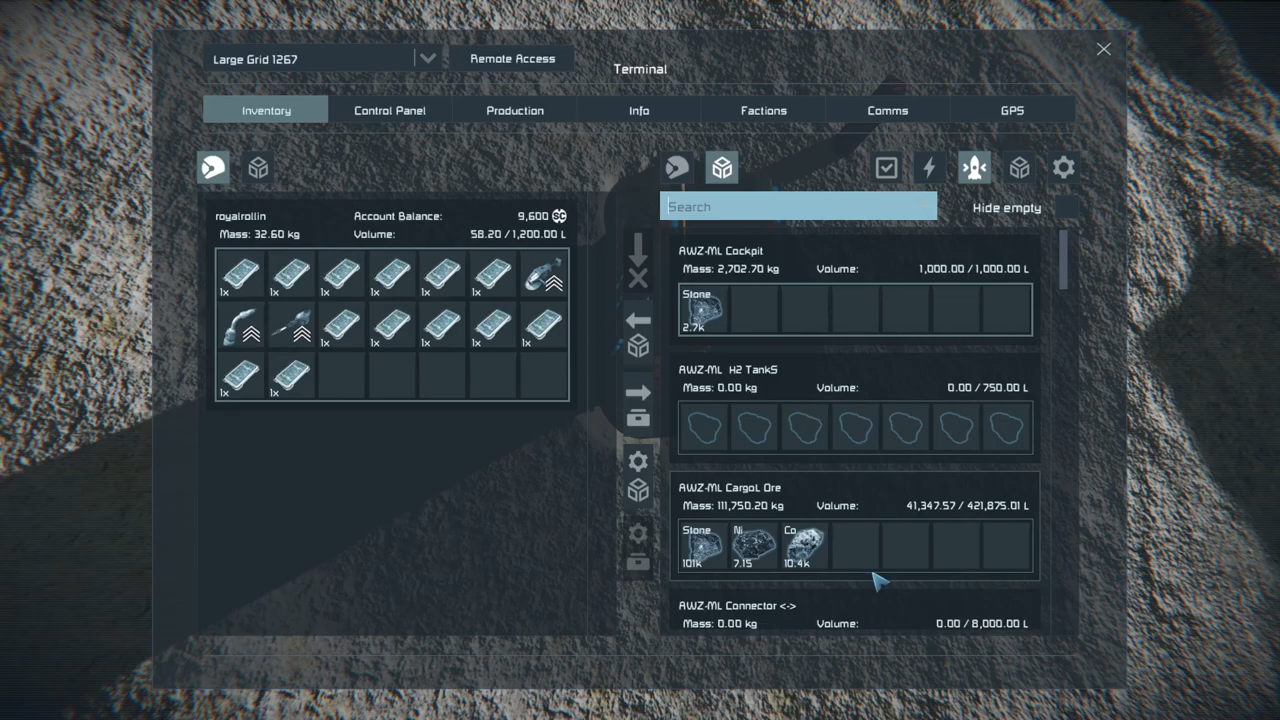 Large Grid 1267
Remote Access
Terminal
Inventory
Control Panel
Production
Info
Factions
Comms
GPS
royalrollin
Account Balance: 9,600 SC
Mass: 32.60 kg Volume: 58.20 / 1,200.00 L
1x 1x 1x 1x 1x 1x
1x 1x 1x 1x 1x
1x 1x
Search
Hide empty
AWZ-ML Cockpit
Mass: 2,702.70 kg Volume: 1,000.00 / 1,000.00 L
Stone
2.7k
AWZ-ML H2 TankS
Mass: 0.00 kg Volume: 0.00 / 750.00 L
AWZ-ML CargoL Ore
Mass: 111,750.20 kg Volume: 41,347.57 / 421,875.01 L
Stone Ni Co
101k 7.15 10.4k
AWZ-ML Connector <->
Mass: 0.00 kg Volume: 0.00 / 8,000.00 L